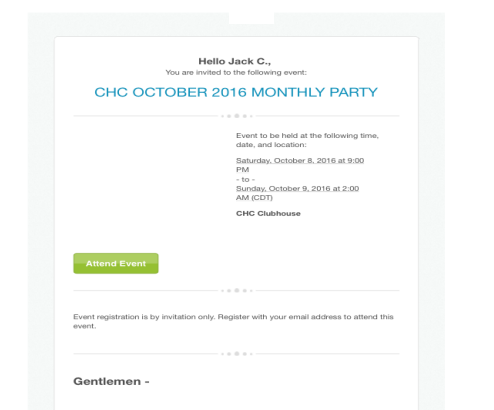 Hello Jack C.,
You are invited to the following event:
CHC OCTOBER 2016 MONTHLY PARTY
Event to be held at the following time,
date, and location:
Saturday, October 8, 2016 at 9:00
PM
- to -
Sunday, October 9, 2016 at 2:00
AM (CDT)
CHC Clubhouse
Attend Event
Event registration is by invitation only. Register with your email address to attend this
event.
Gentlemen -